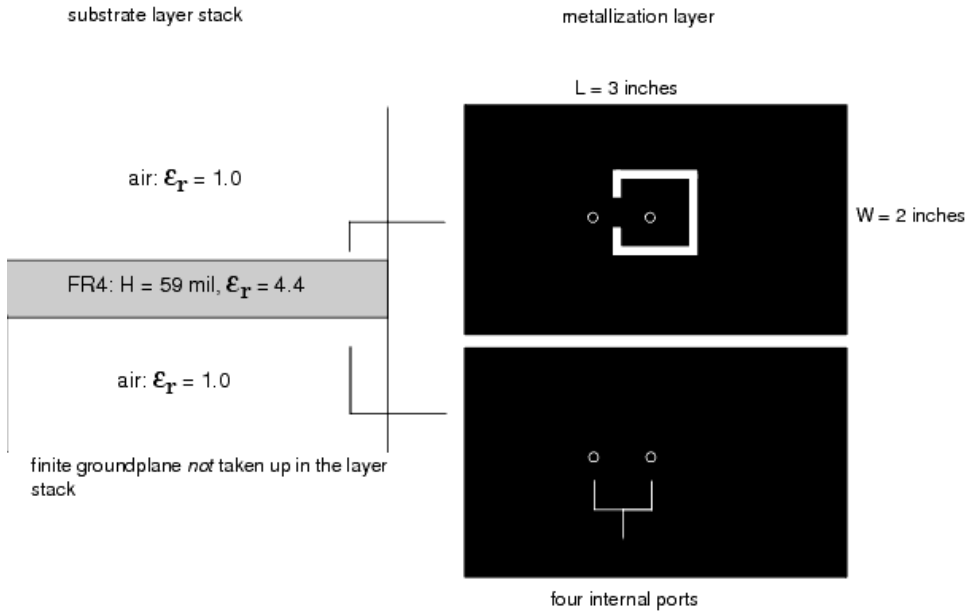 substrate layer stack
metallization layer
L = 3 inches
air: εr = 1.0
W = 2 inches
FR4: H = 59 mil, εr = 4.4
air: εr = 1.0
finite groundplane not taken up in the layer
stack
four internal ports